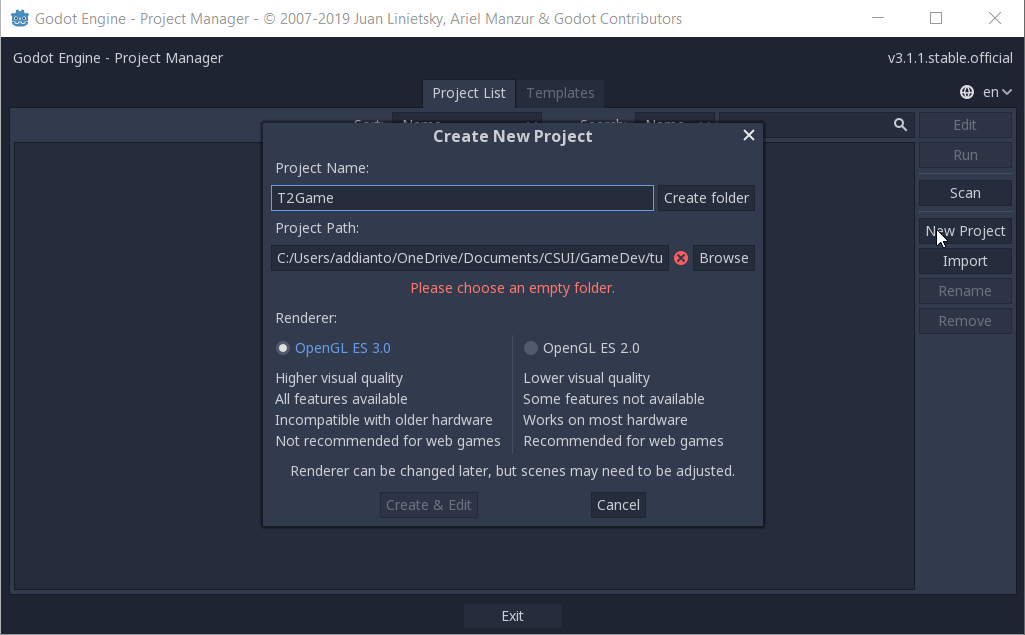 Godot Engine - Project Manager - © 2007-2019 Juan Linietsky, Ariel Manzur & Godot Contributors
Godot Engine - Project Manager
v3.1.1.stable.official
Project List
Templates
en
Sort:
Name
Search:
Name
Edit
Run
Scan
New Project
Import
Rename
Remove
Create New Project
Project Name:
T2Game
Create folder
Project Path:
C:/Users/addianto/OneDrive/Documents/CSUI/GameDev/tu
Browse
Please choose an empty folder.
Renderer:
OpenGL ES 3.0
Higher visual quality
All features available
Incompatible with older hardware
Not recommended for web games
OpenGL ES 2.0
Lower visual quality
Some features not available
Works on most hardware
Recommended for web games
Renderer can be changed later, but scenes may need to be adjusted.
Create & Edit
Cancel
Exit